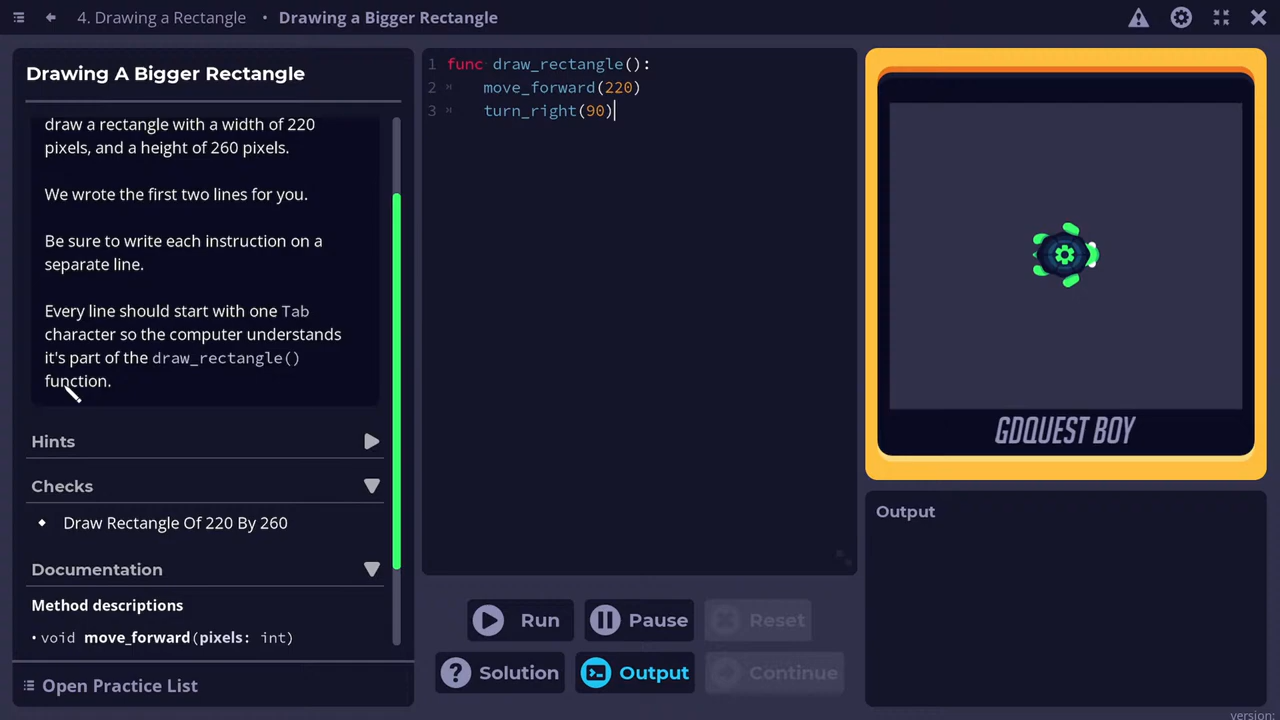 4. Drawing a Rectangle • Drawing a Bigger Rectangle
Drawing A Bigger Rectangle
draw a rectangle with a width of 220
pixels, and a height of 260 pixels.
We wrote the first two lines for you.
Be sure to write each instruction on a
separate line.
Every line should start with one Tab
character so the computer understands
it's part of the draw_rectangle()
function.
Hints
Checks
Draw Rectangle Of 220 By 260
Documentation
Method descriptions
• void move_forward(pixels: int)
Open Practice List
1 func draw_rectangle():
2 move_forward(220)
3 turn_right(90)
Run
Pause
Reset
? Solution
Output
Continue
GDQUEST BOY
Output
version: